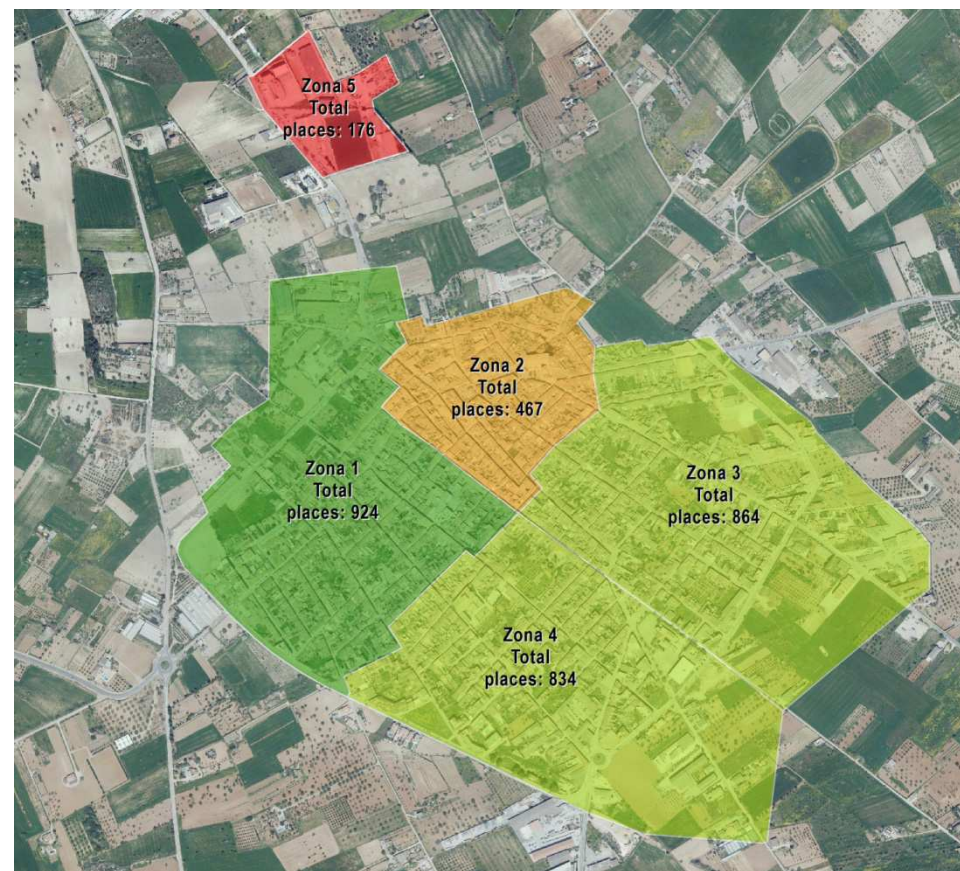 Zona 5
Total
places: 176
Zona 2
Total
places: 467
Zona 1
Total
places: 924
Zona 3
Total
places: 864
Zona 4
Total
places: 834